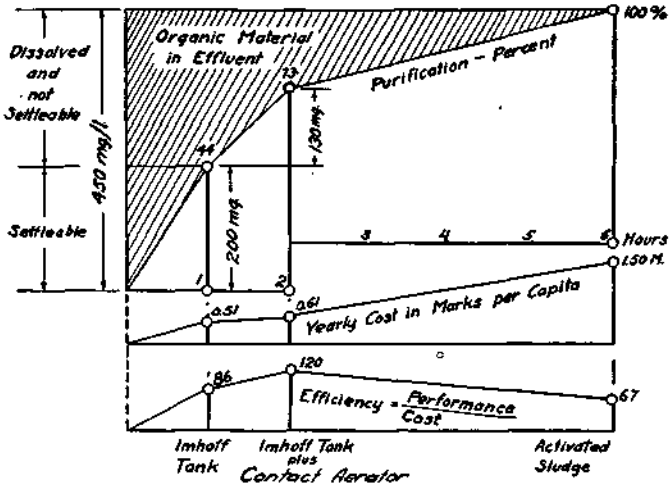 Dissolved
and
not
Settleable
Settleable
450 mg/l
Organic Material
in Effluent
100%
Purification - Percent
73
44
130 mg.
200 mg.
1
2
3
4
5
6
Hours
1.50 M.
0.51
0.61
Yearly Cost in Marks per Capita
86
120
67
Efficiency = Performance
Cost
Imhoff
Tank
Imhoff Tank
plus
Contact Aerator
Activated
Sludge